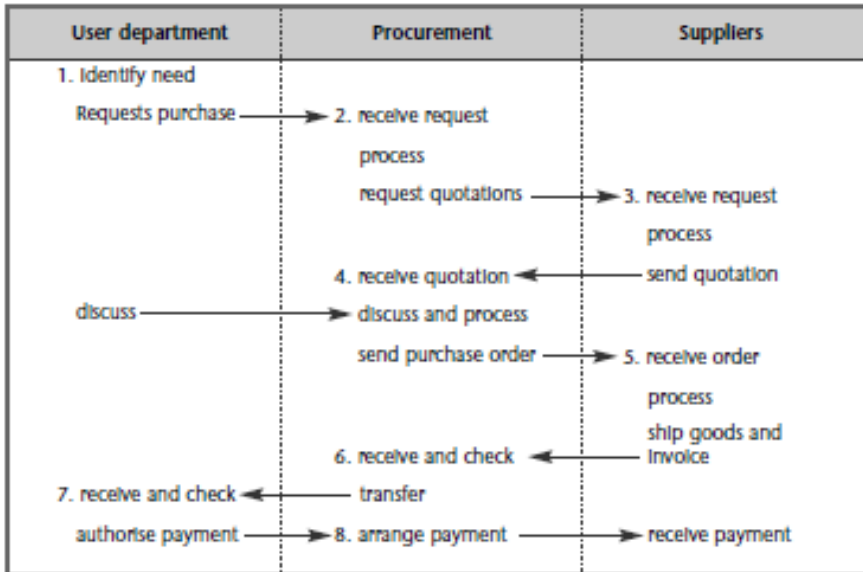 User department Procurement Suppliers
1. Identify need
Requests purchase 2. receive request
process
request quotations 3. receive request
process
4. receive quotation send quotation
discuss discuss and process
send purchase order 5. receive order
process
ship goods and
6. receive and check invoice
7. receive and check transfer
authorise payment 8. arrange payment receive payment